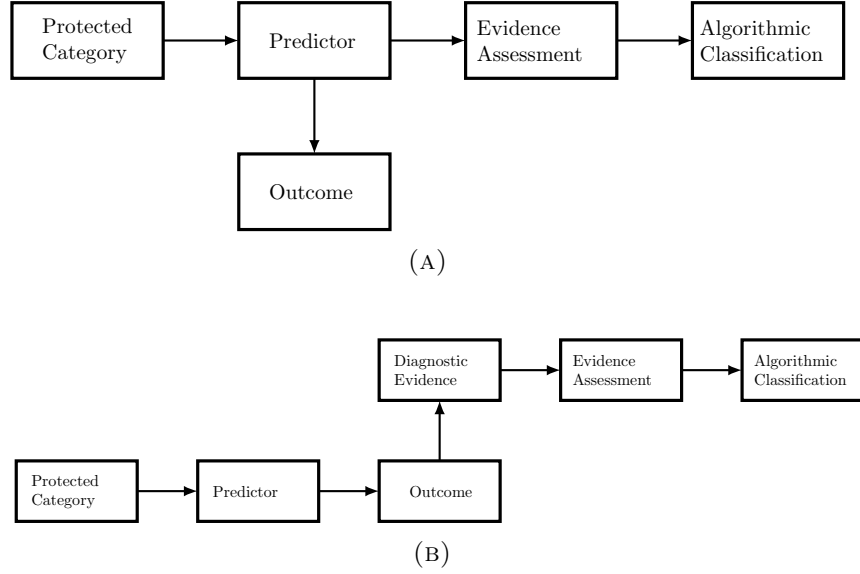 Protected
Category
Predictor
Evidence
Assessment
Algorithmic
Classification
Outcome
(A)
Diagnostic
Evidence
Evidence
Assessment
Algorithmic
Classification
Protected
Category
Predictor
Outcome
(B)